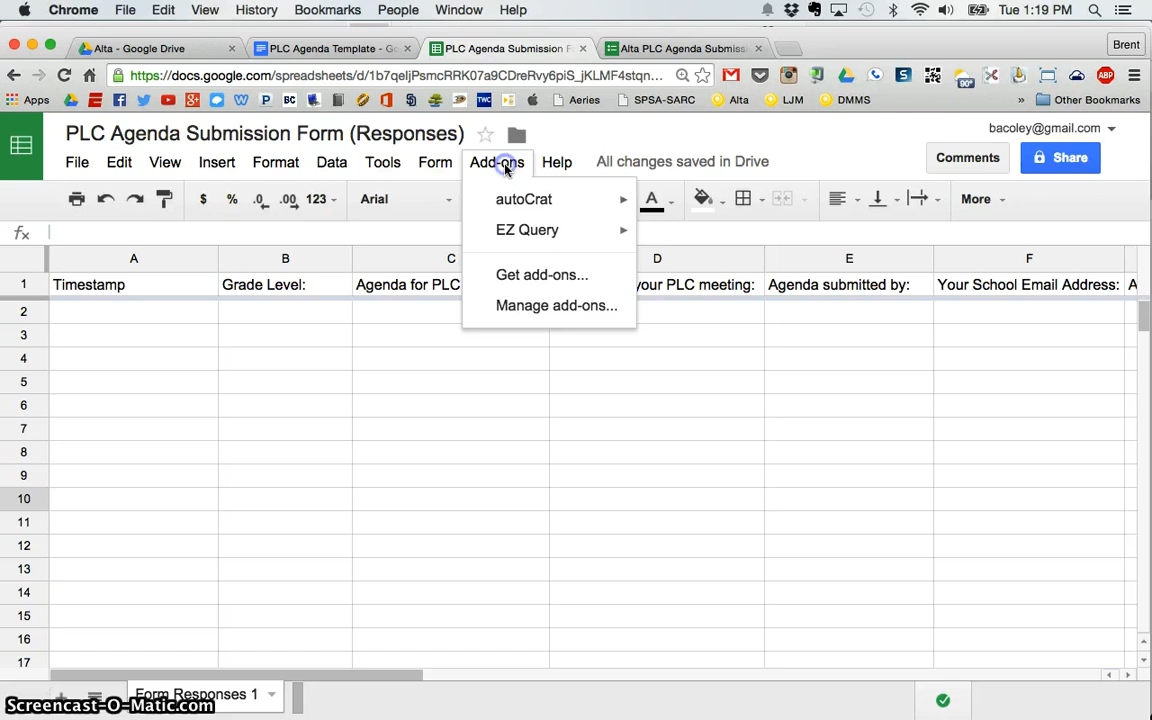 Chrome File Edit View History Bookmarks People Window Help Tue 1:19 PM
Alta - Google Drive PLC Agenda Template - Go PLC Agenda Submission F Alta PLC Agenda Submiss Brent
https://docs.google.com/spreadsheets/d/1b7qeljPsmcRRK07a9CDreRvy6piS_jKLMF4stqn...
Apps Aeries SPSA-SARC Alta LJM DMMS » Other Bookmarks
PLC Agenda Submission Form (Responses) bacoley@gmail.com
File Edit View Insert Format Data Tools Form Add-ons Help All changes saved in Drive Comments Share
$ % .0 .00 123 Arial A More
autoCrat
EZ Query
Get add-ons...
Manage add-ons...
fx
A B C D E F
1 Timestamp Grade Level: Agenda for PLC your PLC meeting: Agenda submitted by: Your School Email Address: A
2
3
4
5
6
7
8
9
10
11
12
13
14
15
16
17
Form Responses 1
Screencast-O-Matic.com